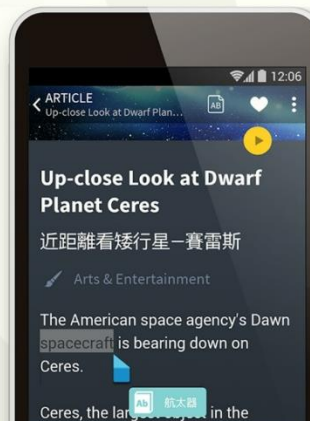 12:06
ARTICLE
Up-close Look at Dwarf Plan...
AB
Up-close Look at Dwarf
Planet Ceres
近距離看矮行星—賽雷斯
Arts & Entertainment
The American space agency's Dawn
spacecraft is bearing down on
Ceres.
Ab 航太器
Ceres, the largest object in the